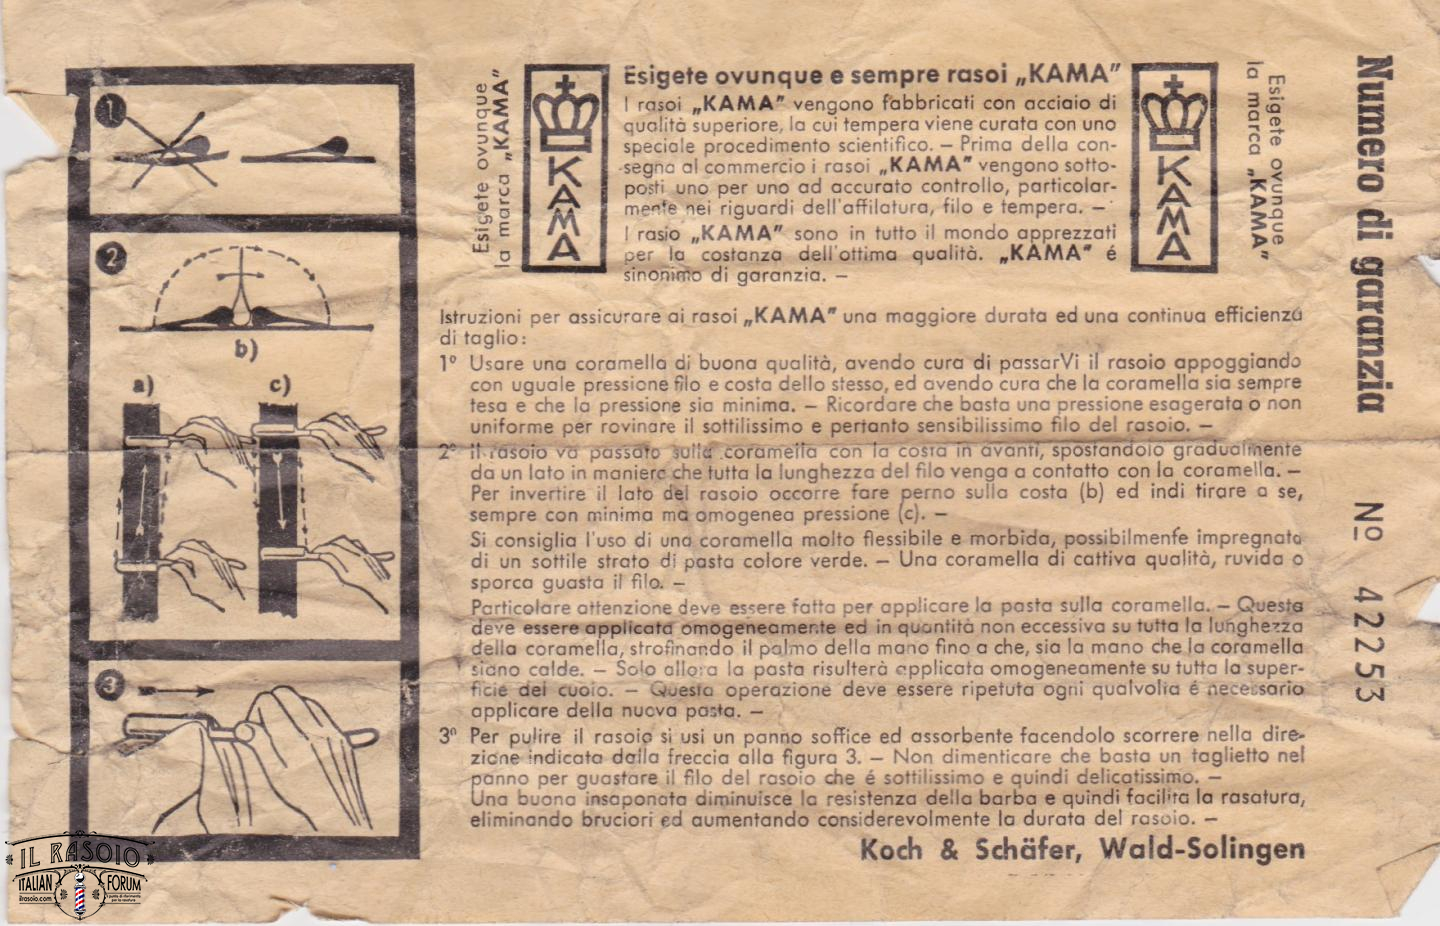 Esigete ovunque
la marca „KAMA”
KAMA
Esigete ovunque e sempre rasoi „KAMA”
I rasoi „KAMA” vengono fabbricati con acciaio di
qualità superiore, la cui tempera viene curata con uno
speciale procedimento scientifico. — Prima della con-
segna al commercio i rasoi „KAMA” vengono sotto-
posti uno per uno ad accurato controllo, particolar-
mente nei riguardi dell'affilatura, filo e tempera. —
I rasio „KAMA” sono in tutto il mondo apprezzati
per la costanza dell'ottima qualità. „KAMA” é
sinonimo di garanzia. —
KAMA
Esigete ovunque
la marca „KAMA”
Numero di garanzia
No 42253
1
2
b)
a) c)
3
Istruzioni per assicurare ai rasoi „KAMA” una maggiore durata ed una continua efficienza
di taglio:
1º Usare una coramella di buona qualità, avendo cura di passarVi il rasoio appoggiando
con uguale pressione filo e costa dello stesso, ed avendo cura che la coramella sia sempre
tesa e che la pressione sia minima. — Ricordare che basta una pressione esagerata o non
uniforme per rovinare il sottilissimo e pertanto sensibilissimo filo del rasoio. —
2º Il rasoio va passato sulla coramella con la costa in avanti, spostandolo gradualmente
da un lato in maniera che tutta la lunghezza del filo venga a contatto con la coramella. —
Per invertire il lato del rasoio occorre fare perno sulla costa (b) ed indi tirare a se,
sempre con minima ma omogenea pressione (c). —
Si consiglia l'uso di una coramella molto flessibile e morbida, possibilmente impregnata
di un sottile strato di pasta colore verde. — Una coramella di cattiva qualità, ruvida o
sporca guasta il filo. —
Particolare attenzione deve essere fatta per applicare la pasta sulla coramella. — Questa
deve essere applicata omogeneamente ed in quantità non eccessiva su tutta la lunghezza
della coramella, strofinando il palmo della mano fino a che, sia la mano che la coramella
siano calde. — Solo allora la pasta risulterà applicata omogeneamente su tutta la super-
ficie del cuoio. — Questa operazione deve essere ripetuta ogni qualvolta é necessario
applicare della nuova pasta. —
3º Per pulire il rasoio si usi un panno soffice ed assorbente facendolo scorrere nella dire-
zione indicata dalla freccia alla figura 3. — Non dimenticare che basta un taglietto nel
panno per guastare il filo del rasoio che é sottilissimo e quindi delicatissimo. —
Una buona insaponata diminuisce la resistenza della barba e quindi facilita la rasatura,
eliminando bruciori ed aumentando considerevolmente la durata del rasoio. —
Koch & Schäfer, Wald-Solingen
IL RASOIO
ITALIAN FORUM
ilrasoio.com